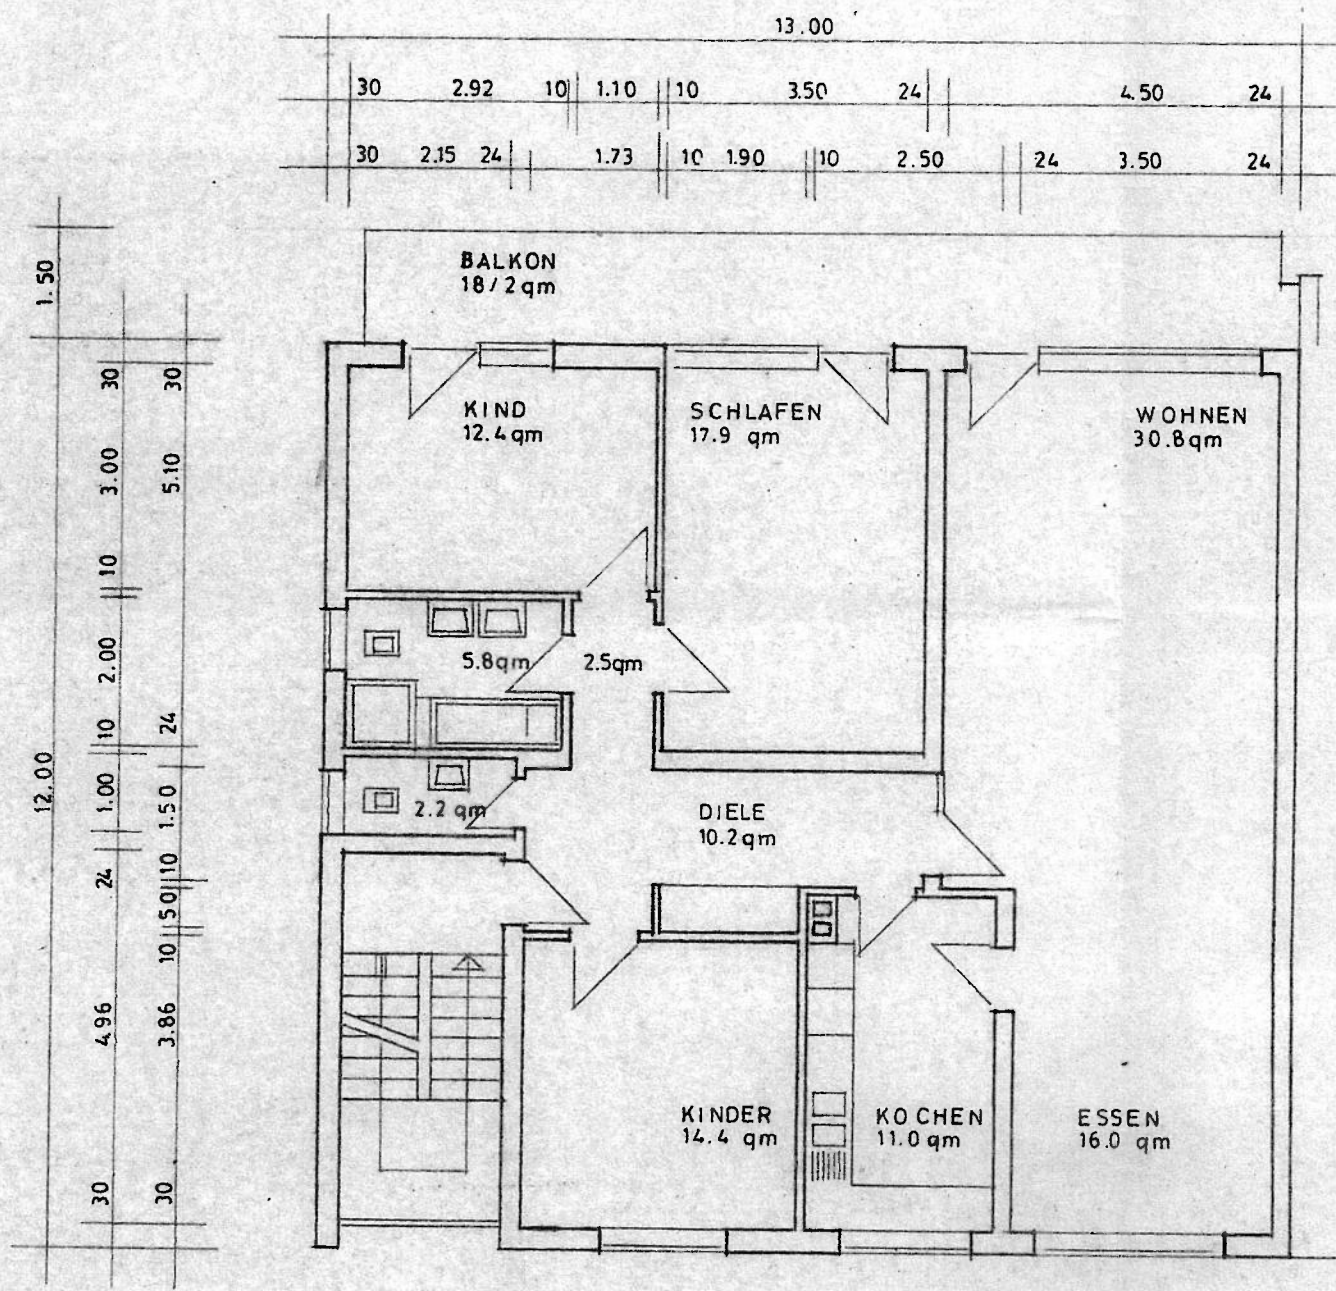 13.00
30 2.92 10 1.10 10 3.50 24 4.50 24
30 2.15 24 1.73 10 1.90 10 2.50 24 3.50 24
BALKON
18/2qm
KIND
12.4qm
SCHLAFEN
17.9 qm
WOHNEN
30.8qm
5.8qm
2.5qm
2.2 qm
DIELE
10.2qm
KINDER
14.4 qm
KOCHEN
11.0qm
ESSEN
16.0 qm
1.50
12.00
30
3.00
10
2.00
10
1.00
24
4.96
30
30
5.10
24
1.50
10
50
10
3.86
30